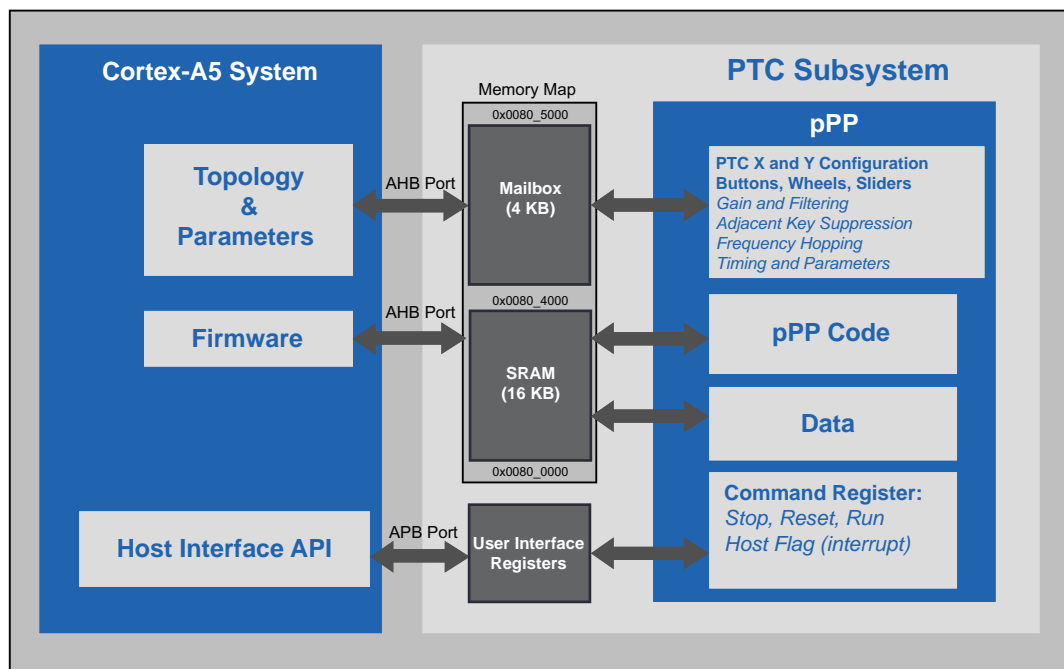 Cortex-A5 System
PTC Subsystem
Memory Map
0x0080_5000
pPP
Topology
&
Parameters
AHB Port
Mailbox
(4 KB)
PTC X and Y Configuration
Buttons, Wheels, Sliders
Gain and Filtering
Adjacent Key Suppression
Frequency Hopping
Timing and Parameters
0x0080_4000
Firmware
AHB Port
SRAM
(16 KB)
pPP Code
Data
0x0080_0000
Host Interface API
APB Port
User Interface
Registers
Command Register:
Stop, Reset, Run
Host Flag (interrupt)